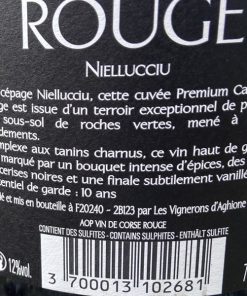 ROUGE
NIELLUCCIU
cépage Niellucciu, cette cuvée Premium Ca
ge est issue d'un terroir exceptionnel de p
sous-sol de roches vertes, mené à
dements.
mplexe aux tanins charnus, ce vin haut de g
marqué par un bouquet intense d'épices, des
cerises noires et une finale subtilement vanillé
entiel de garde : 10 ans
é et mis en bouteille à F20240 - 2BI23 par Les Vignerons d'Aghione
AOP VIN DE CORSE ROUGE
CONTIENT DES SULFITES - CONTAINS SULPHITES - ENTHÄLT SULFITE
12%vol.
7
3 700013 102681